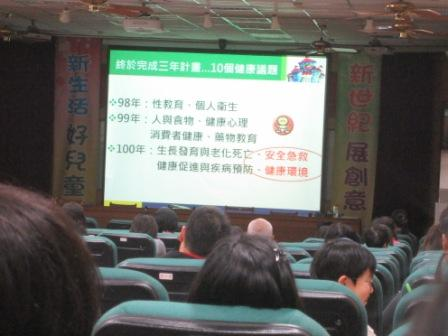 終於完成三年計畫...10個健康議題
98年：性教育、個人衛生
99年：人與食物、健康心理
消費者健康、藥物教育
100年：生長發育與老化死亡、安全急救
健康促進與疾病預防、健康環境
新生活 好兒童
新世紀 展創意